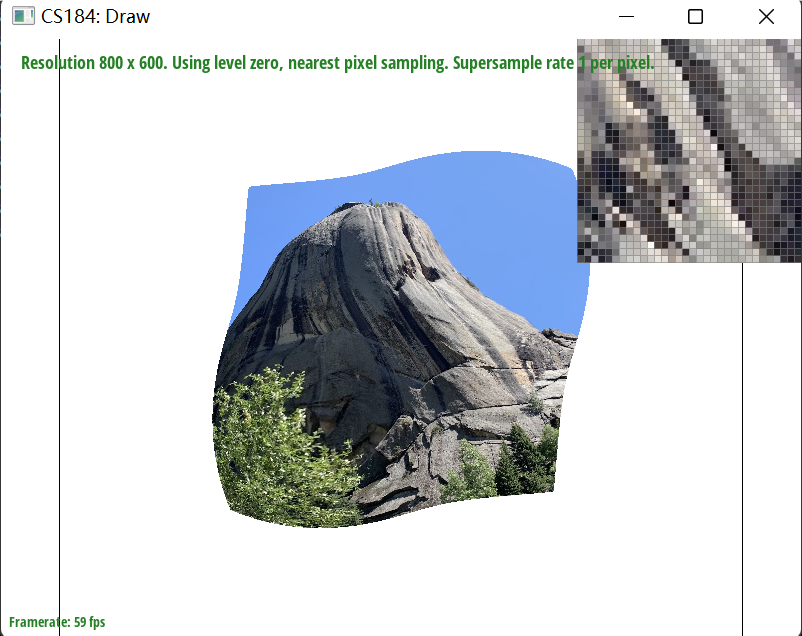 CS184: Draw
Resolution 800 x 600. Using level zero, nearest pixel sampling. Supersample rate 1 per pixel.
Framerate: 59 fps